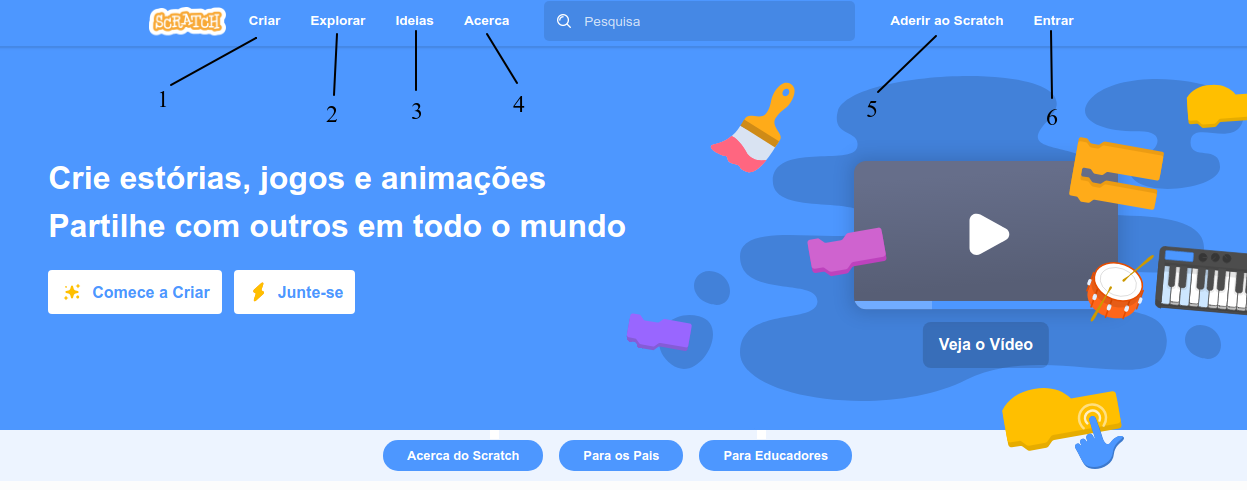 SCRATCH Criar Explorar Ideias Acerca Pesquisa Aderir ao Scratch Entrar
1 2 3 4 5 6
Crie estórias, jogos e animações
Partilhe com outros em todo o mundo
Comece a Criar Junte-se
Veja o Vídeo
Acerca do Scratch Para os Pais Para Educadores